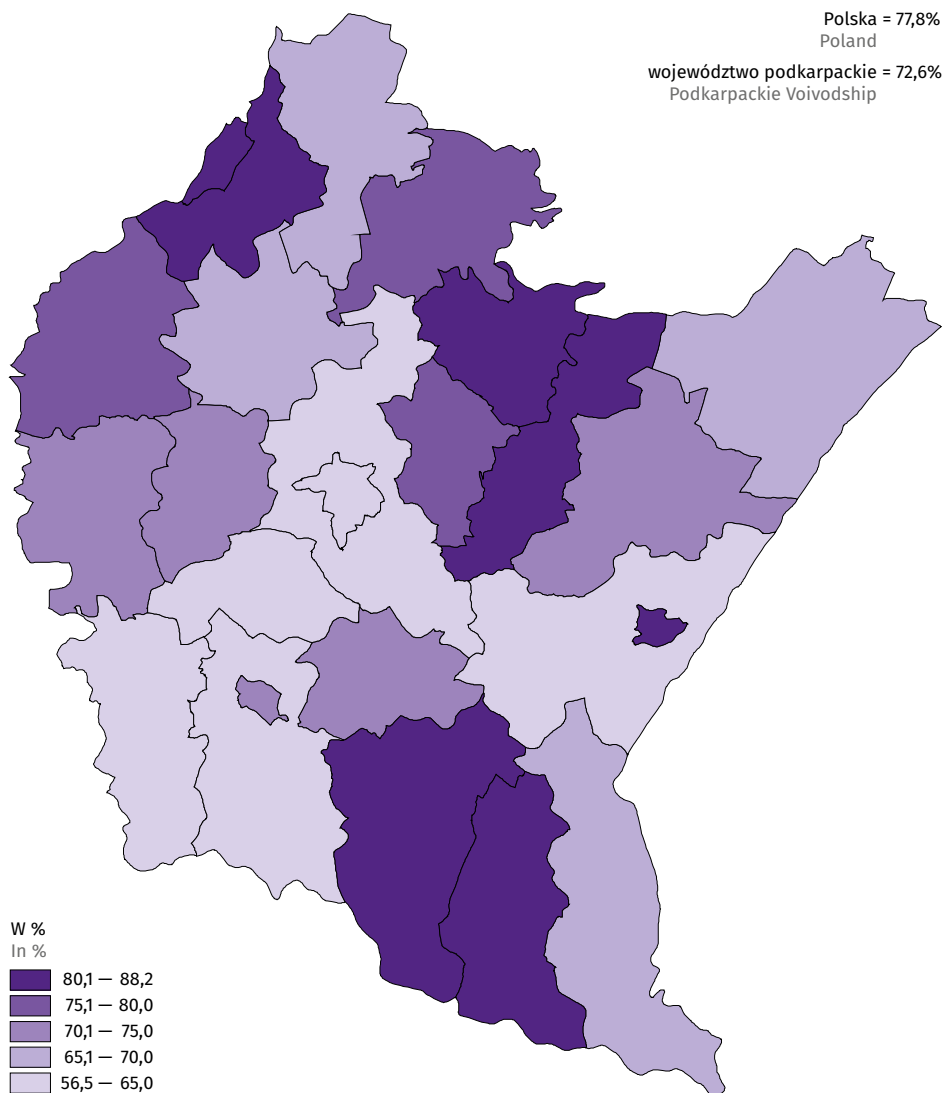 Polska = 77,8%
Poland
województwo podkarpackie = 72,6%
Podkarpackie Voivodship
W %
In %
80,1 — 88,2
75,1 — 80,0
70,1 — 75,0
65,1 — 70,0
56,5 — 65,0